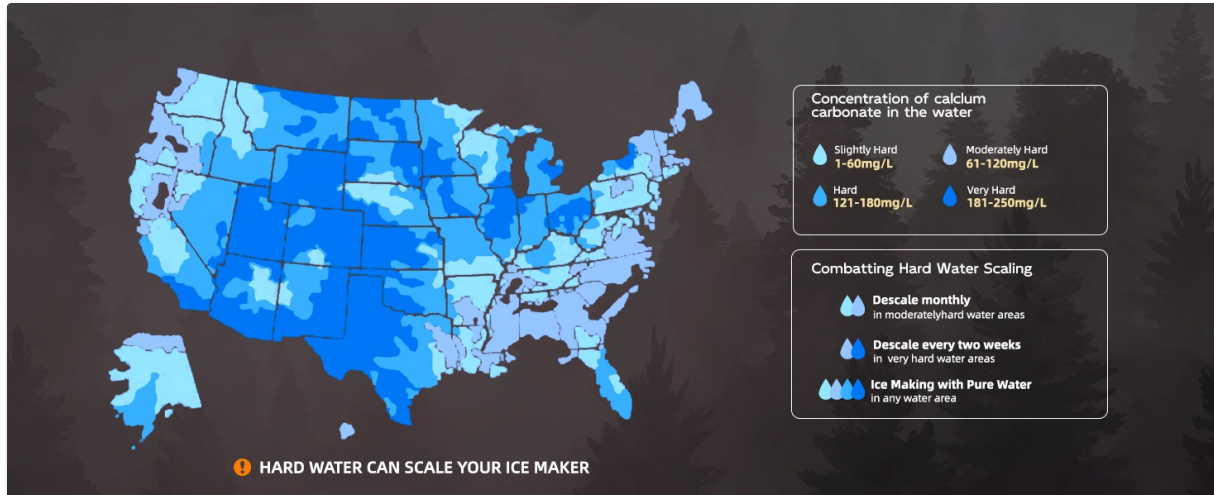 Concentration of calclum
carbonate in the water
Slightly Hard
1-60mg/L
Moderately Hard
61-120mg/L
Hard
121-180mg/L
Very Hard
181-250mg/L
Combatting Hard Water Scaling
Descale monthly
in moderatelyhard water areas
Descale every two weeks
in very hard water areas
Ice Making with Pure Water
in any water area
! HARD WATER CAN SCALE YOUR ICE MAKER